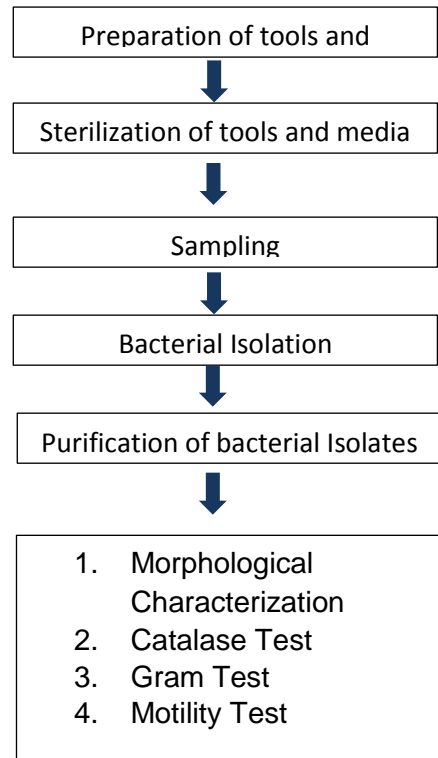 Preparation of tools and
Sterilization of tools and media
Sampling
Bacterial Isolation
Purification of bacterial Isolates
1. Morphological
Characterization
2. Catalase Test
3. Gram Test
4. Motility Test